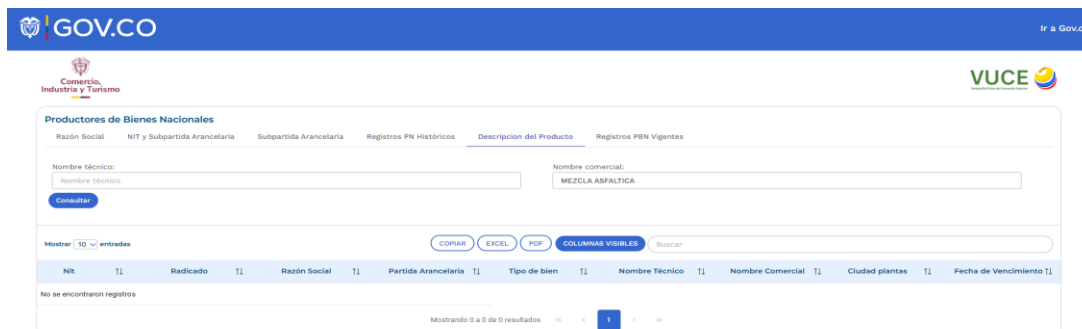 GOV.CO
Ir a Gov.c
Comercio,
Industria y Turismo
VUCE
Productores de Bienes Nacionales
Razón Social NIT y Subpartida Arancelaria Subpartida Arancelaria Registros PN Históricos Descripcion del Producto Registros PBN Vigentes
Nombre técnico: Nombre comercial:
Nombre técnico MEZCLA ASFALTICA
Consultar
Mostrar 10 entradas COPIAR EXCEL PDF COLUMNAS VISIBLES Buscar
Nit Radicado Razón Social Partida Arancelaria Tipo de bien Nombre Técnico Nombre Comercial Ciudad plantas Fecha de Vencimiento
No se encontraron registros
Mostrando 0 a 0 de 0 resultados << < 1 > >>